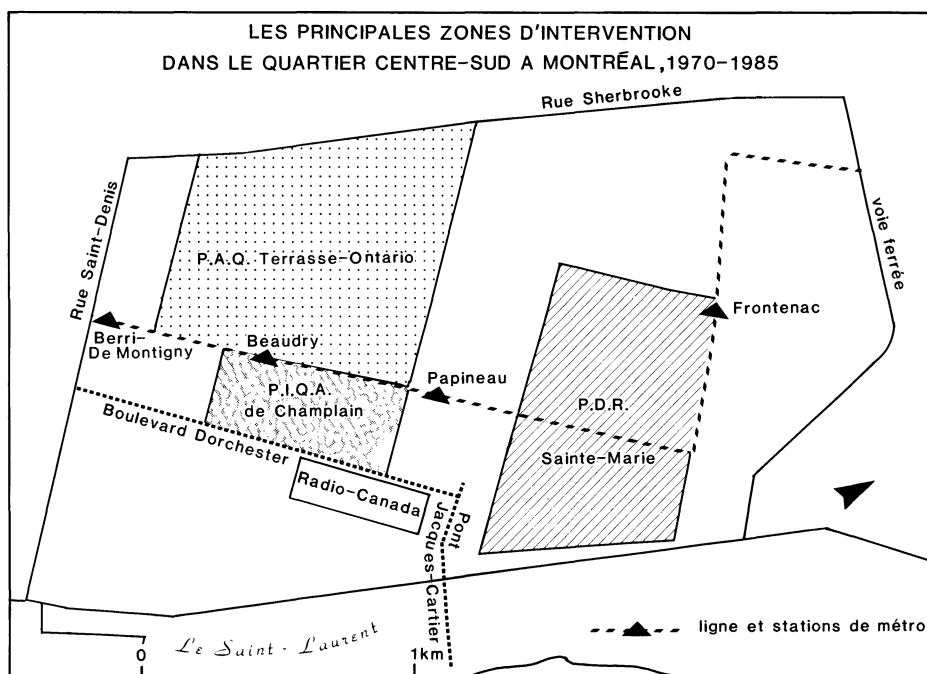 LES PRINCIPALES ZONES D'INTERVENTION
DANS LE QUARTIER CENTRE-SUD A MONTRÉAL, 1970-1985
Rue Sherbrooke
Rue Saint-Denis
voie ferrée
P.A.Q. Terrasse-Ontario
Frontenac
Berri-
De Montigny
Beaudry
Papineau
P.I.Q.A.
de Champlain
P.D.R.
Sainte-Marie
Boulevard Dorchester
Radio-Canada
Pont
Jacques-Cartier
Le Saint-Laurent
0
1km
ligne et stations de métro